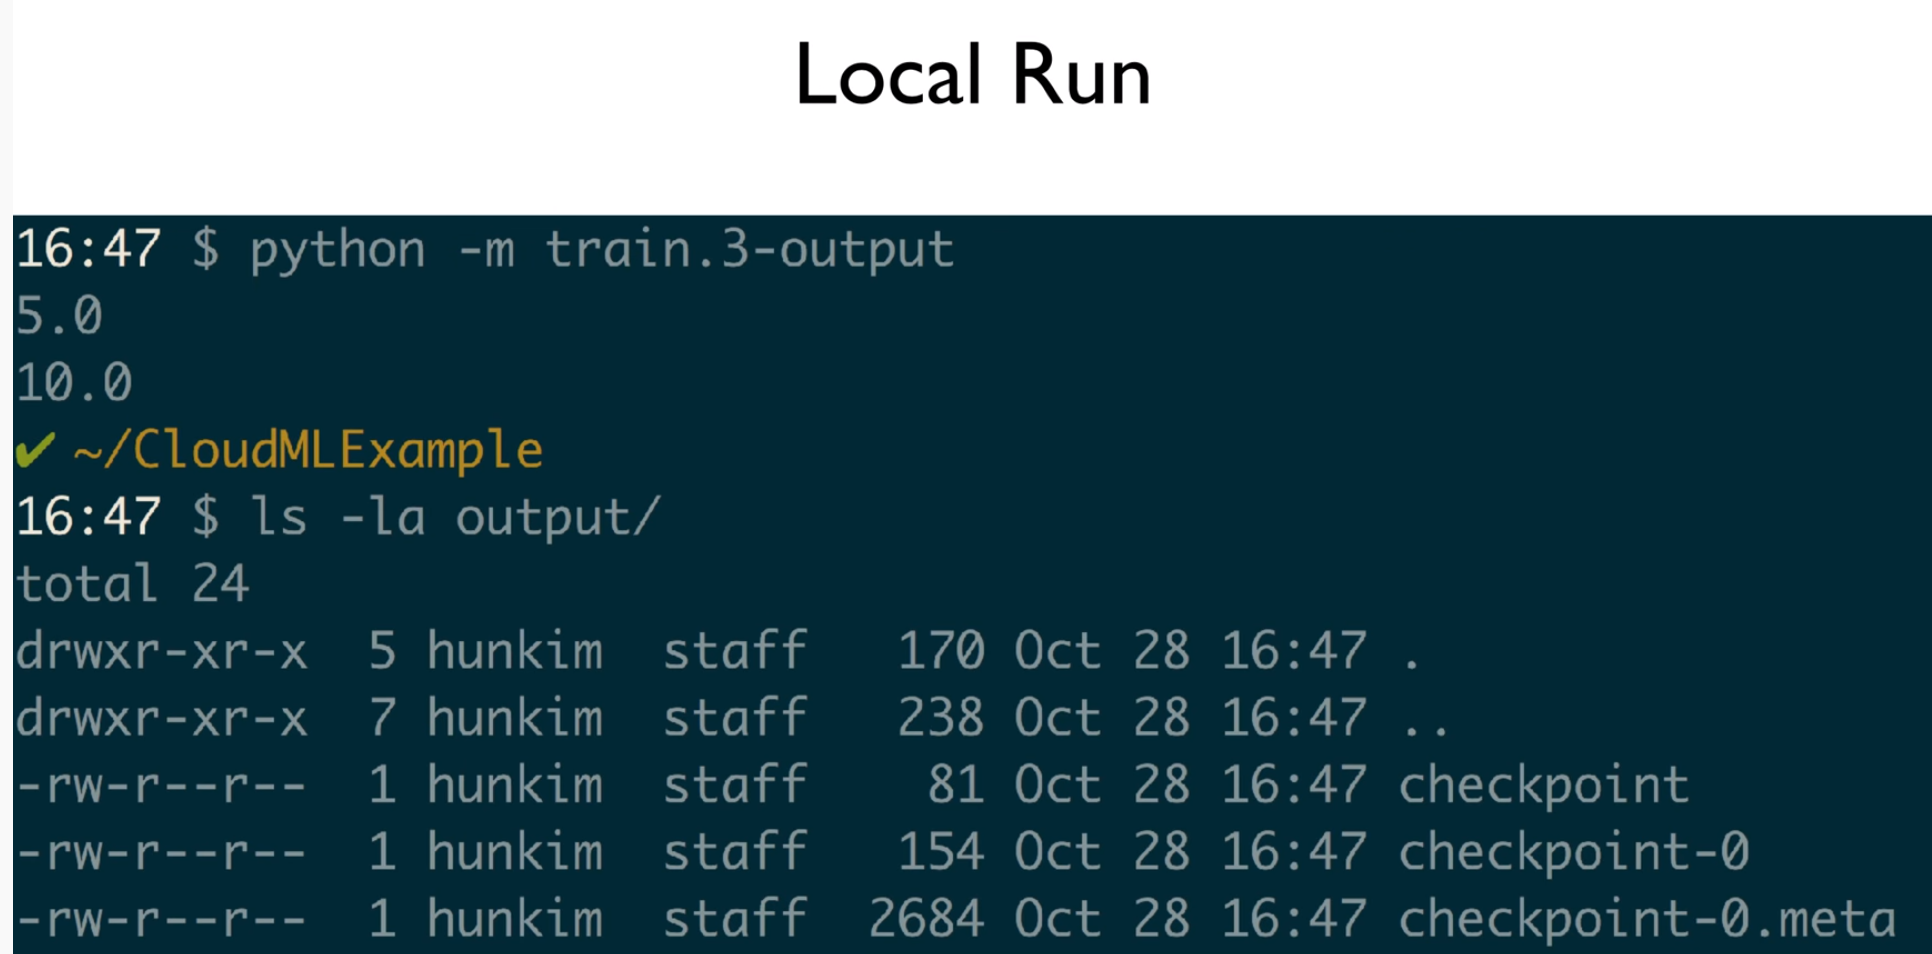 Local Run
16:47 $ python -m train.3-output
5.0
10.0
✔ ~/CloudMLExample
16:47 $ ls -la output/
total 24
drwxr-xr-x  5 hunkim  staff   170 Oct 28 16:47 .
drwxr-xr-x  7 hunkim  staff   238 Oct 28 16:47 ..
-rw-r--r--  1 hunkim  staff    81 Oct 28 16:47 checkpoint
-rw-r--r--  1 hunkim  staff   154 Oct 28 16:47 checkpoint-0
-rw-r--r--  1 hunkim  staff  2684 Oct 28 16:47 checkpoint-0.meta